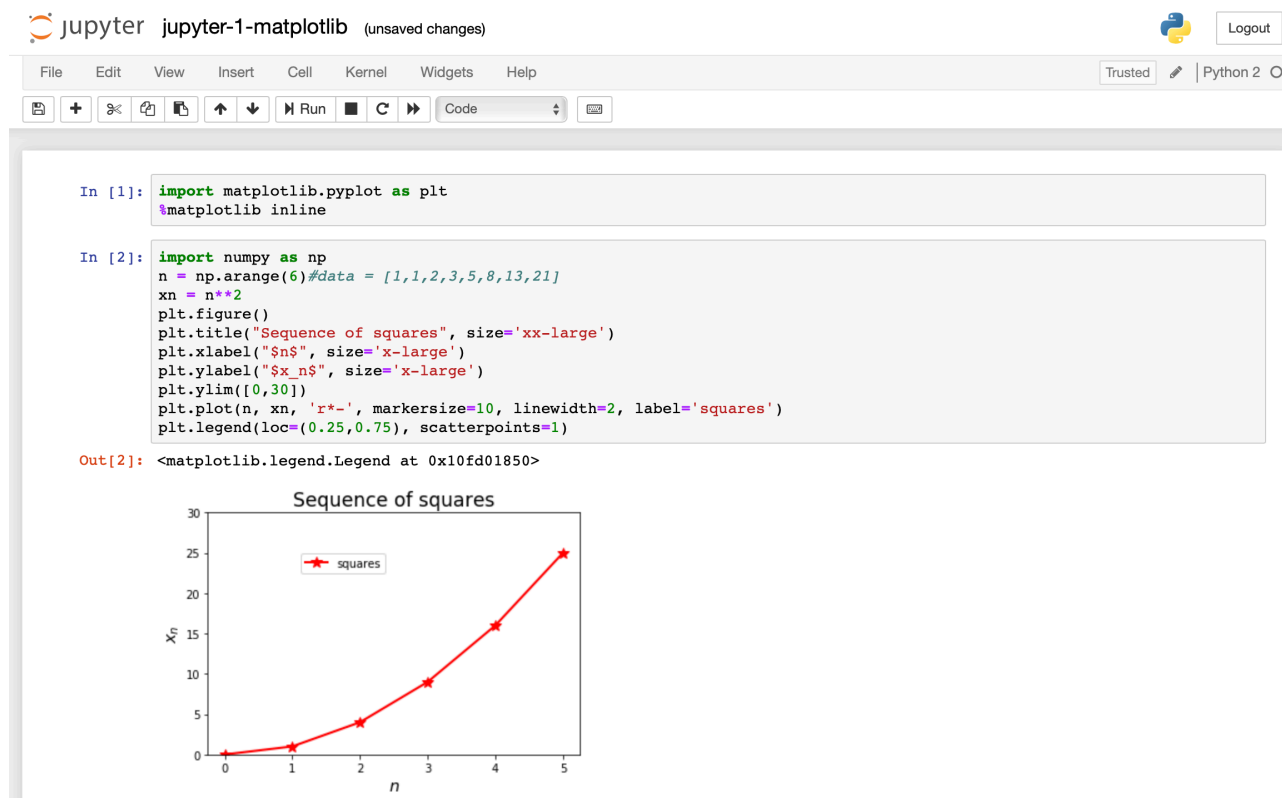 jupyter jupyter-1-matplotlib (unsaved changes) Logout
File Edit View Insert Cell Kernel Widgets Help Trusted Python 2
Run Code
In [1]: import matplotlib.pyplot as plt
%matplotlib inline
In [2]: import numpy as np
n = np.arange(6)#data = [1,1,2,3,5,8,13,21]
xn = n**2
plt.figure()
plt.title("Sequence of squares", size='xx-large')
plt.xlabel("$n$", size='x-large')
plt.ylabel("$x_n$", size='x-large')
plt.ylim([0,30])
plt.plot(n, xn, 'r*-', markersize=10, linewidth=2, label='squares')
plt.legend(loc=(0.25,0.75), scatterpoints=1)
Out[2]: <matplotlib.legend.Legend at 0x10fd01850>
Sequence of squares
30
25
squares
20
xn
15
10
5
0
0 1 2 3 4 5
n